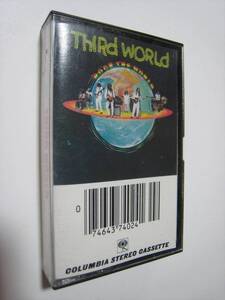 Third World
ROCK THE WORLD
0
74643 74024
COLUMBIA STEREO CASSETTE